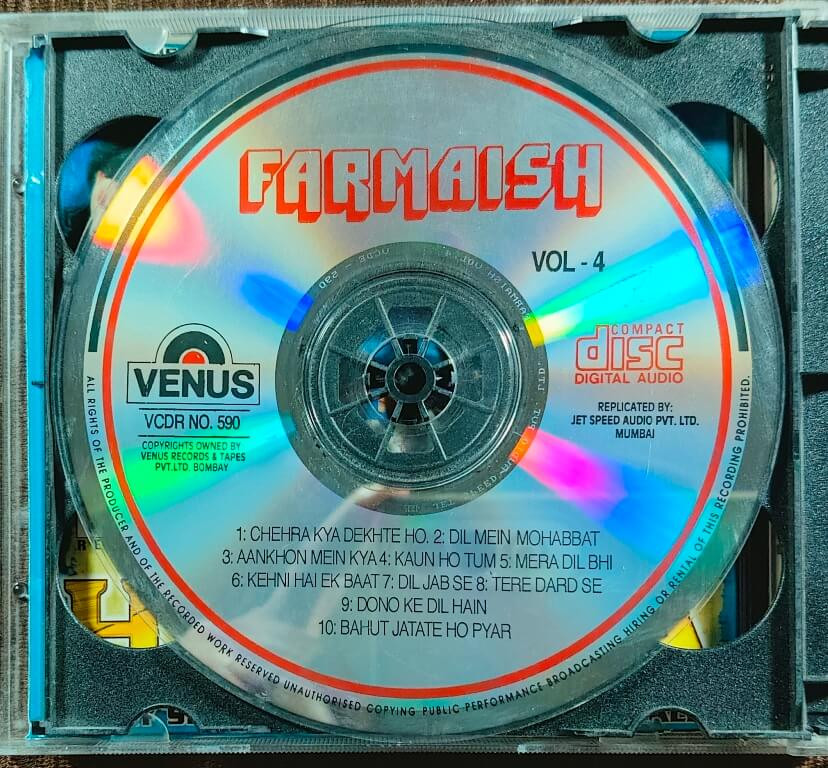 FARMAISH
VOL - 4
VENUS
VCDR NO. 590
COPYRIGHTS OWNED BY
VENUS RECORDS & TAPES
PVT.LTD. BOMBAY
COMPACT
disc
DIGITAL AUDIO
REPLICATED BY:
JET SPEED AUDIO PVT. LTD.
MUMBAI
1: CHEHRA KYA DEKHTE HO. 2: DIL MEIN MOHABBAT
3: AANKHON MEIN KYA 4: KAUN HO TUM 5: MERA DIL BHI
6: KEHNI HAI EK BAAT 7: DIL JAB SE 8: TERE DARD SE
9: DONO KE DIL HAIN
10: BAHUT JATATE HO PYAR
ALL RIGHTS OF THE PRODUCER AND OF THE RECORDED WORK RESERVED UNAUTHORISED COPYING PUBLIC PERFORMANCE BROADCASTING HIRING OR RENTAL OF THIS RECORDING PROHIBITED.